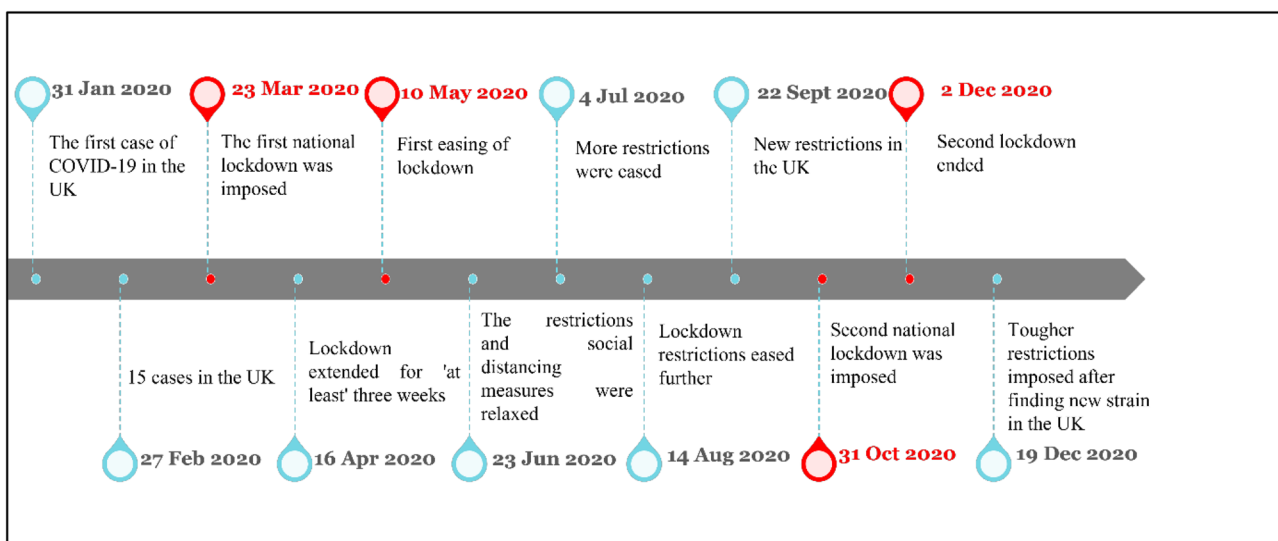 31 Jan 2020
The first case of
COVID-19 in the
UK
23 Mar 2020
The first national
lockdown was
imposed
10 May 2020
First easing of
lockdown
4 Jul 2020
More restrictions
were eased
22 Sept 2020
New restrictions in
the UK
2 Dec 2020
Second lockdown
ended
15 cases in the UK
27 Feb 2020
Lockdown
extended for 'at
least' three weeks
16 Apr 2020
The restrictions
and social
distancing
measures were
relaxed
23 Jun 2020
Lockdown
restrictions eased
further
14 Aug 2020
Second national
lockdown was
imposed
31 Oct 2020
Tougher
restrictions
imposed after
finding new strain
in the UK
19 Dec 2020